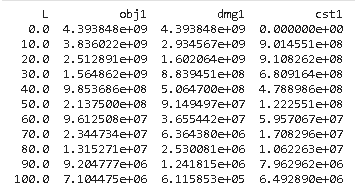 L obj1 dmg1 cst1
0.0 4.393848e+09 4.393848e+09 0.000000e+00
10.0 3.836022e+09 2.934567e+09 9.014551e+08
20.0 2.512891e+09 1.602064e+09 9.108262e+08
30.0 1.564862e+09 8.839451e+08 6.809164e+08
40.0 9.853686e+08 5.064700e+08 4.788986e+08
50.0 2.137500e+08 9.149497e+07 1.222551e+08
60.0 9.612508e+07 3.655442e+07 5.957067e+07
70.0 2.344734e+07 6.364380e+06 1.708296e+07
80.0 1.315271e+07 2.530081e+06 1.062263e+07
90.0 9.204777e+06 1.241815e+06 7.962962e+06
100.0 7.104475e+06 6.115853e+05 6.492890e+06